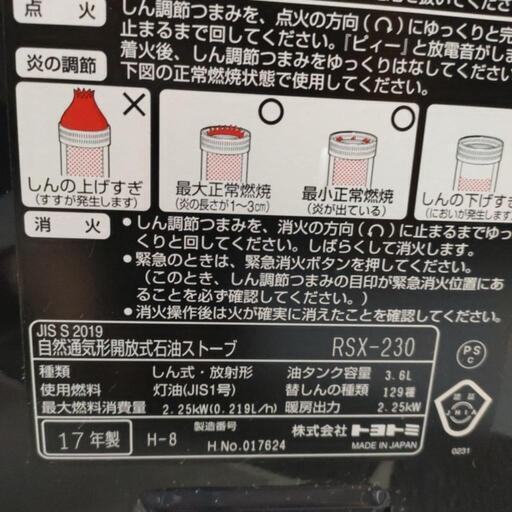 点　火
しん調節つまみを、点火の方向( )にゆっくりと完
止まるまで回してください。『ピィー』と放電音がしま
着火後、しん調節つまみをゆっくりはなしてください。
下図の正常燃焼状態で使用してください。
炎の調節
しんの上げすぎ
(すすが発生します)
最大正常燃焼
(炎の長さが1〜3cm)
最小正常燃焼
(炎が出ている)
しんの下げすぎ
(においが発生します
消　火
●しん調節つまみを、消火の方向( )に止まるまでゆっ
くりと回してください。しばらくして消火します。
●緊急のときは、緊急消火ボタンを押してください。
(このとき、しん調節つまみの目印が緊急消火位置にあ
ることを必ず確認してください。)
●消火操作後は火が確実に消えたことを確認してください
JIS S 2019
自然通気形開放式石油ストーブ RSX-230
種類 しん式・放射形 油タンク容量 3.6L
使用燃料 灯油(JIS1号) 替しんの種類 129種
最大燃料消費量 2.25kW(0.219L/h) 暖房出力 2.25kW
17年製 H-8 製造番号 H.No.017624 株式会社トヨトミ
MADE IN JAPAN
PS
C
認証
JHIA
0231